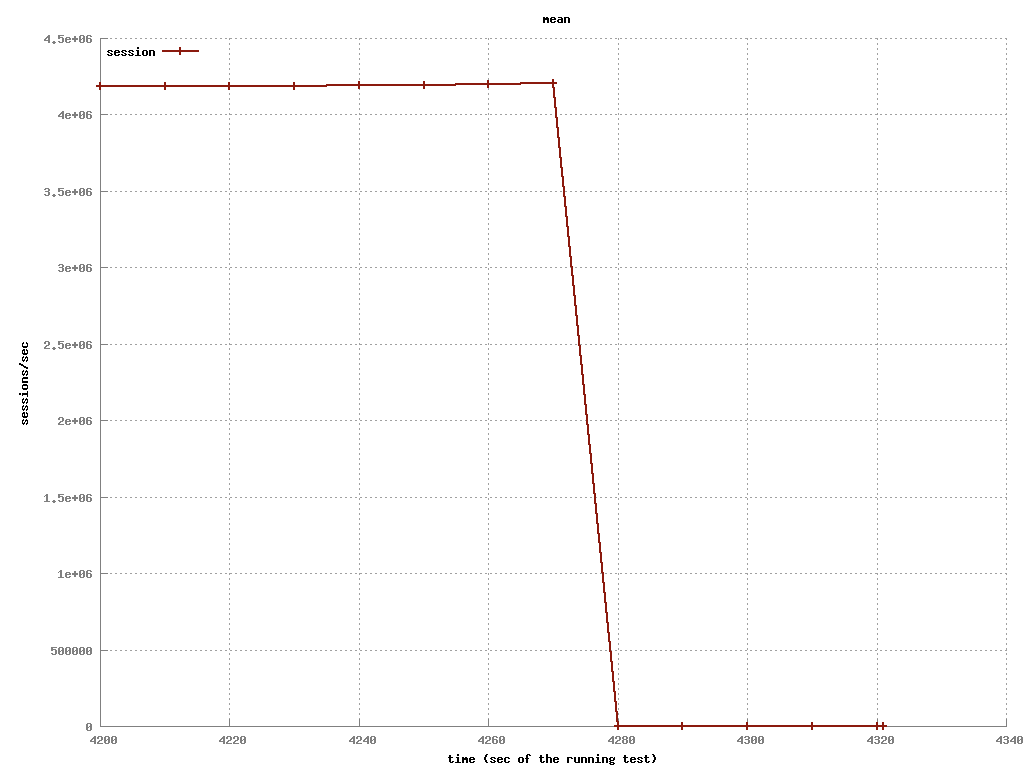 mean
session
4.5e+06
4e+06
3.5e+06
3e+06
2.5e+06
2e+06
1.5e+06
1e+06
500000
0
sessions/sec
4200 4220 4240 4260 4280 4300 4320 4340
time (sec of the running test)